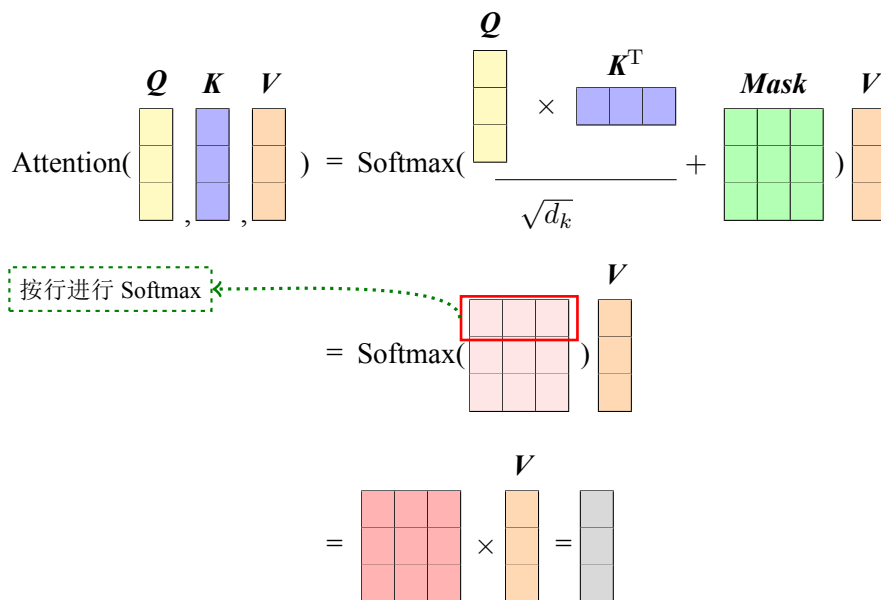 Q
Q K V K^T Mask V
Attention( , , ) = Softmax( × + ) V
√d_k
按行进行 Softmax
V
= Softmax( )
V
= × =